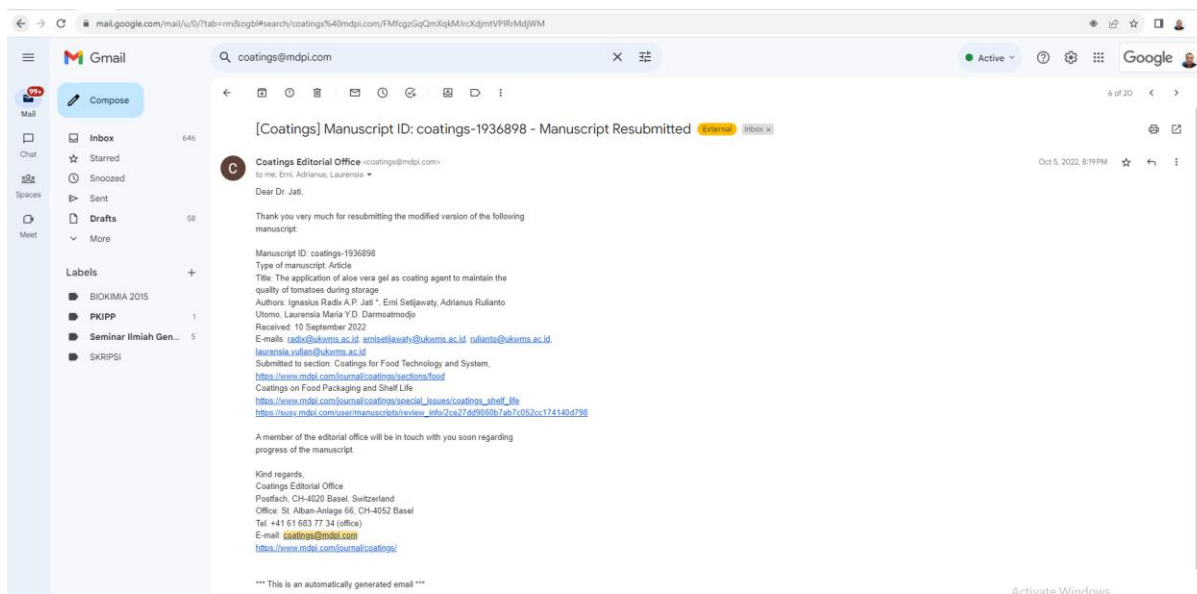 mail.google.com/mail/u/0/?tab=rm&ogbl#search/coatings%40mdpi.com/FMfcgzGqQmXqkMJrcXdjmtVPlRrMdjWM
Gmail
coatings@mdpi.com
Active
Google
99+
Mail
Chat
Spaces
Meet
Compose
Inbox 646
Starred
Snoozed
Sent
Drafts 58
More
Labels +
BIOKIMIA 2015
PKIPP 1
Seminar Ilmiah Gen... 5
SKRIPSI
6 of 20
[Coatings] Manuscript ID: coatings-1936898 - Manuscript Resubmitted External Inbox x
C
Coatings Editorial Office <coatings@mdpi.com> Oct 5, 2022, 8:19 PM
to me, Erni, Adrianus, Laurensia
Dear Dr. Jati,
Thank you very much for resubmitting the modified version of the following
manuscript:
Manuscript ID: coatings-1936898
Type of manuscript: Article
Title: The application of aloe vera gel as coating agent to maintain the
quality of tomatoes during storage
Authors: Ignasius Radix A.P. Jati *, Erni Setijawaty, Adrianus Rulianto
Utomo, Laurensia Maria Y.D. Darmoatmodjo
Received: 10 September 2022
E-mails: radix@ukwms.ac.id, ernisetijawaty@ukwms.ac.id, rulianto@ukwms.ac.id,
laurensia.yulian@ukwms.ac.id
Submitted to section: Coatings for Food Technology and System,
https://www.mdpi.com/journal/coatings/sections/food
Coatings on Food Packaging and Shelf Life
https://www.mdpi.com/journal/coatings/special_issues/coatings_shelf_life
https://susy.mdpi.com/user/manuscripts/review_info/2ce27dd9060b7ab7c052cc174140d798
A member of the editorial office will be in touch with you soon regarding
progress of the manuscript.
Kind regards,
Coatings Editorial Office
Postfach, CH-4020 Basel, Switzerland
Office: St. Alban-Anlage 66, CH-4052 Basel
Tel. +41 61 683 77 34 (office)
E-mail: coatings@mdpi.com
https://www.mdpi.com/journal/coatings/
*** This is an automatically generated email ***
Activate Windows